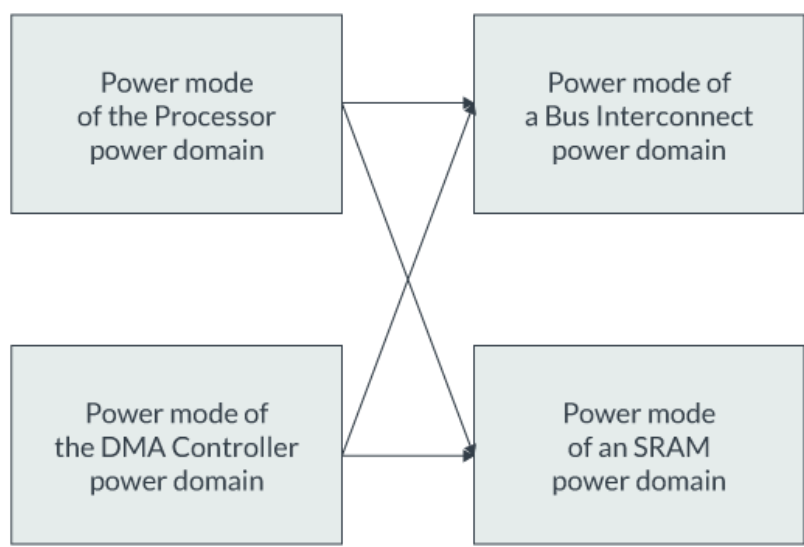 Power mode
of the Processor
power domain
Power mode of
a Bus Interconnect
power domain
Power mode of
the DMA Controller
power domain
Power mode
of an SRAM
power domain